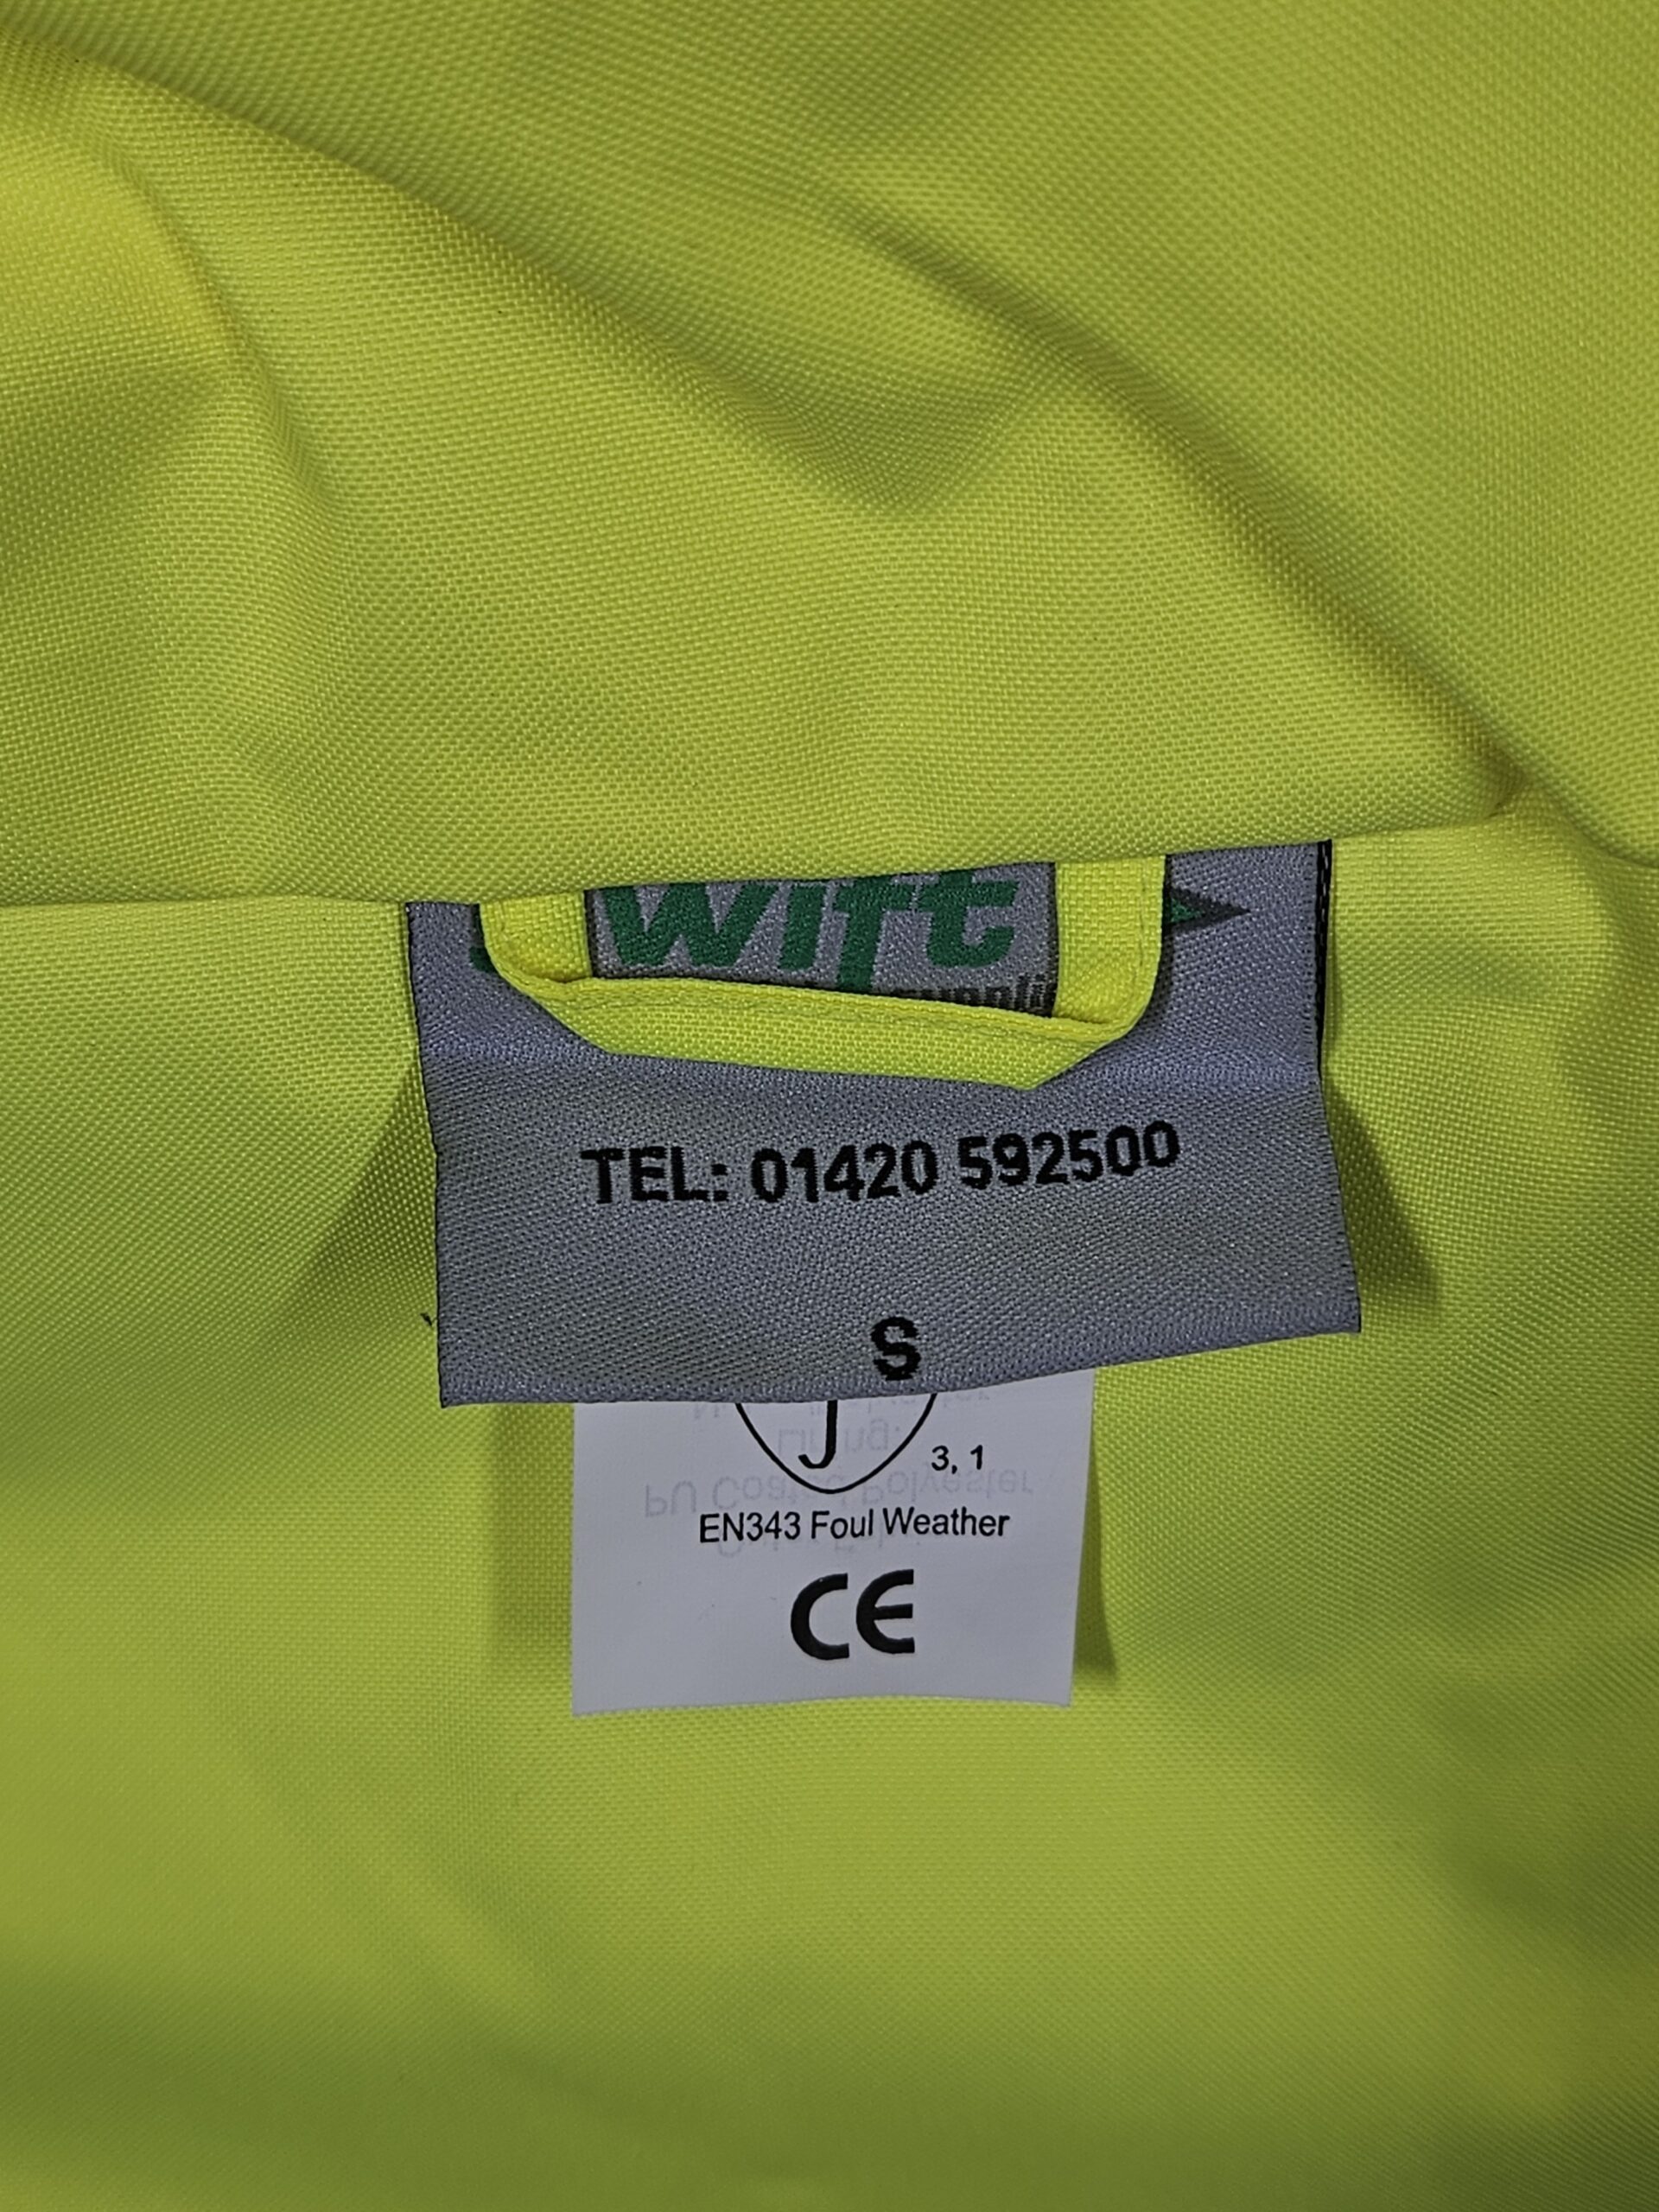 wift
TEL: 01420 592500
S
3, 1
EN343 Foul Weather
CE